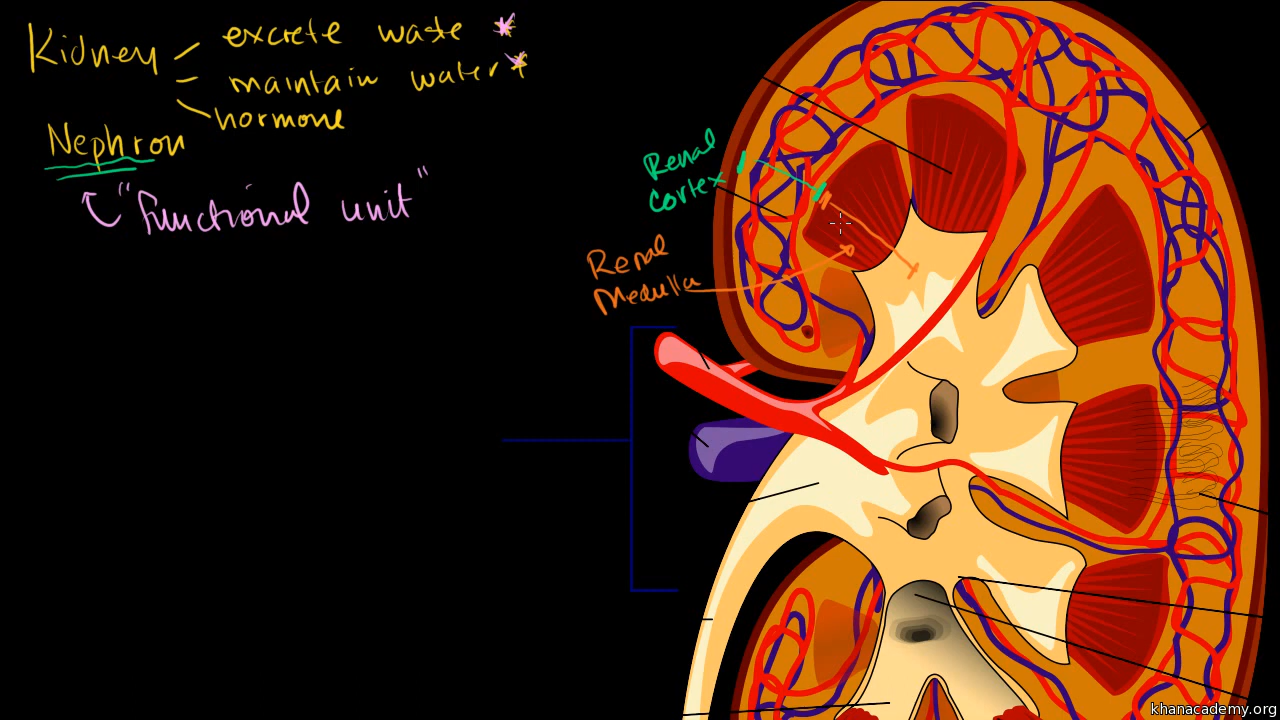 Kidney
excrete waste *
maintain water *
hormone
Nephron
"functional unit"
Renal
Cortex
Renal
Medulla
khanacademy.org